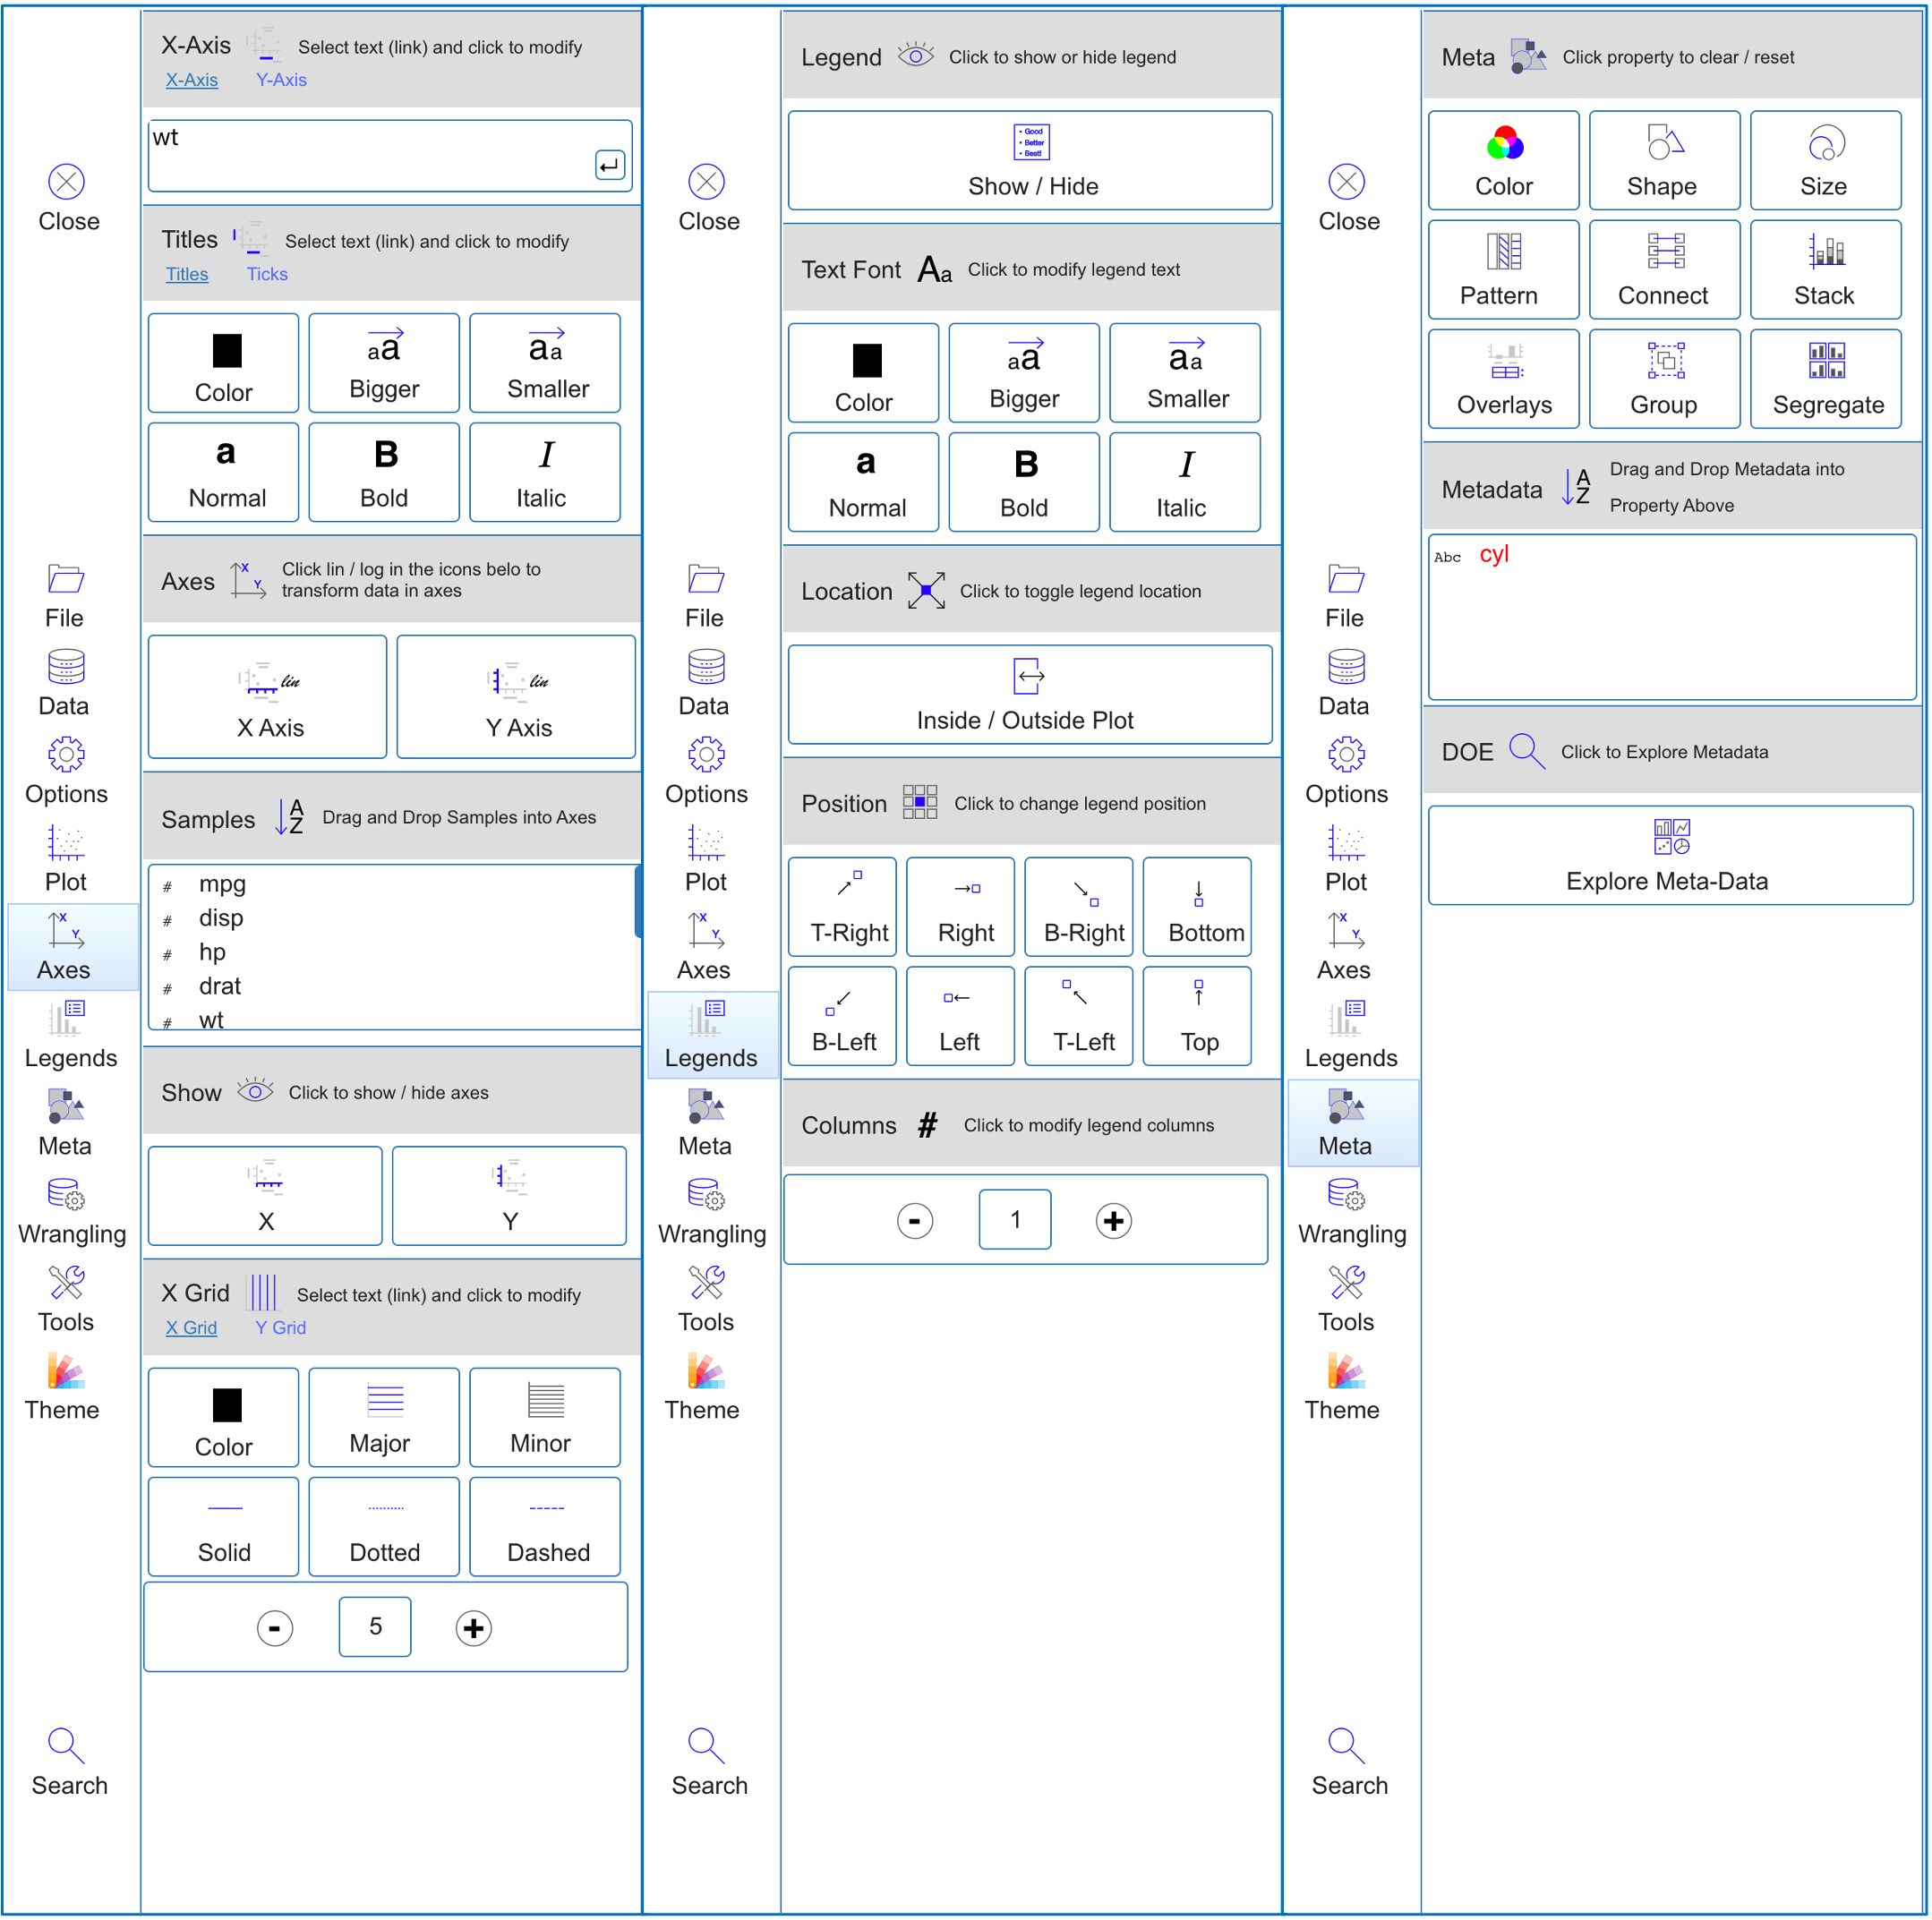 Close
File
Data
Options
Plot
X
Y
Axes
Legends
Meta
Wrangling
Tools
Theme
Search
X-Axis Select text (link) and click to modify
X-Axis Y-Axis
wt
Titles Select text (link) and click to modify
Titles Ticks
Color
aa
Bigger
aa
Smaller
a
Normal
B
Bold
I
Italic
Axes X Y Click lin / log in the icons belo to
transform data in axes
lin
X Axis
lin
Y Axis
Samples A Z Drag and Drop Samples into Axes
# mpg
# disp
# hp
# drat
# wt
Show Click to show / hide axes
X
Y
X Grid Select text (link) and click to modify
X Grid Y Grid
Color
Major
Minor
Solid
Dotted
Dashed
- 5 +
Close
File
Data
Options
Plot
X
Y
Axes
Legends
Meta
Wrangling
Tools
Theme
Search
Legend Click to show or hide legend
• Good
• Better
• Best!
Show / Hide
Text Font Aa Click to modify legend text
Color
aa
Bigger
aa
Smaller
a
Normal
B
Bold
I
Italic
Location Click to toggle legend location
Inside / Outside Plot
Position Click to change legend position
T-Right
Right
B-Right
Bottom
B-Left
Left
T-Left
Top
Columns # Click to modify legend columns
- 1 +
Close
File
Data
Options
Plot
X
Y
Axes
Legends
Meta
Wrangling
Tools
Theme
Search
Meta Click property to clear / reset
Color
Shape
Size
Pattern
Connect
Stack
Overlays
Group
Segregate
Metadata A Z Drag and Drop Metadata into
Property Above
Abc cyl
DOE Click to Explore Metadata
Explore Meta-Data